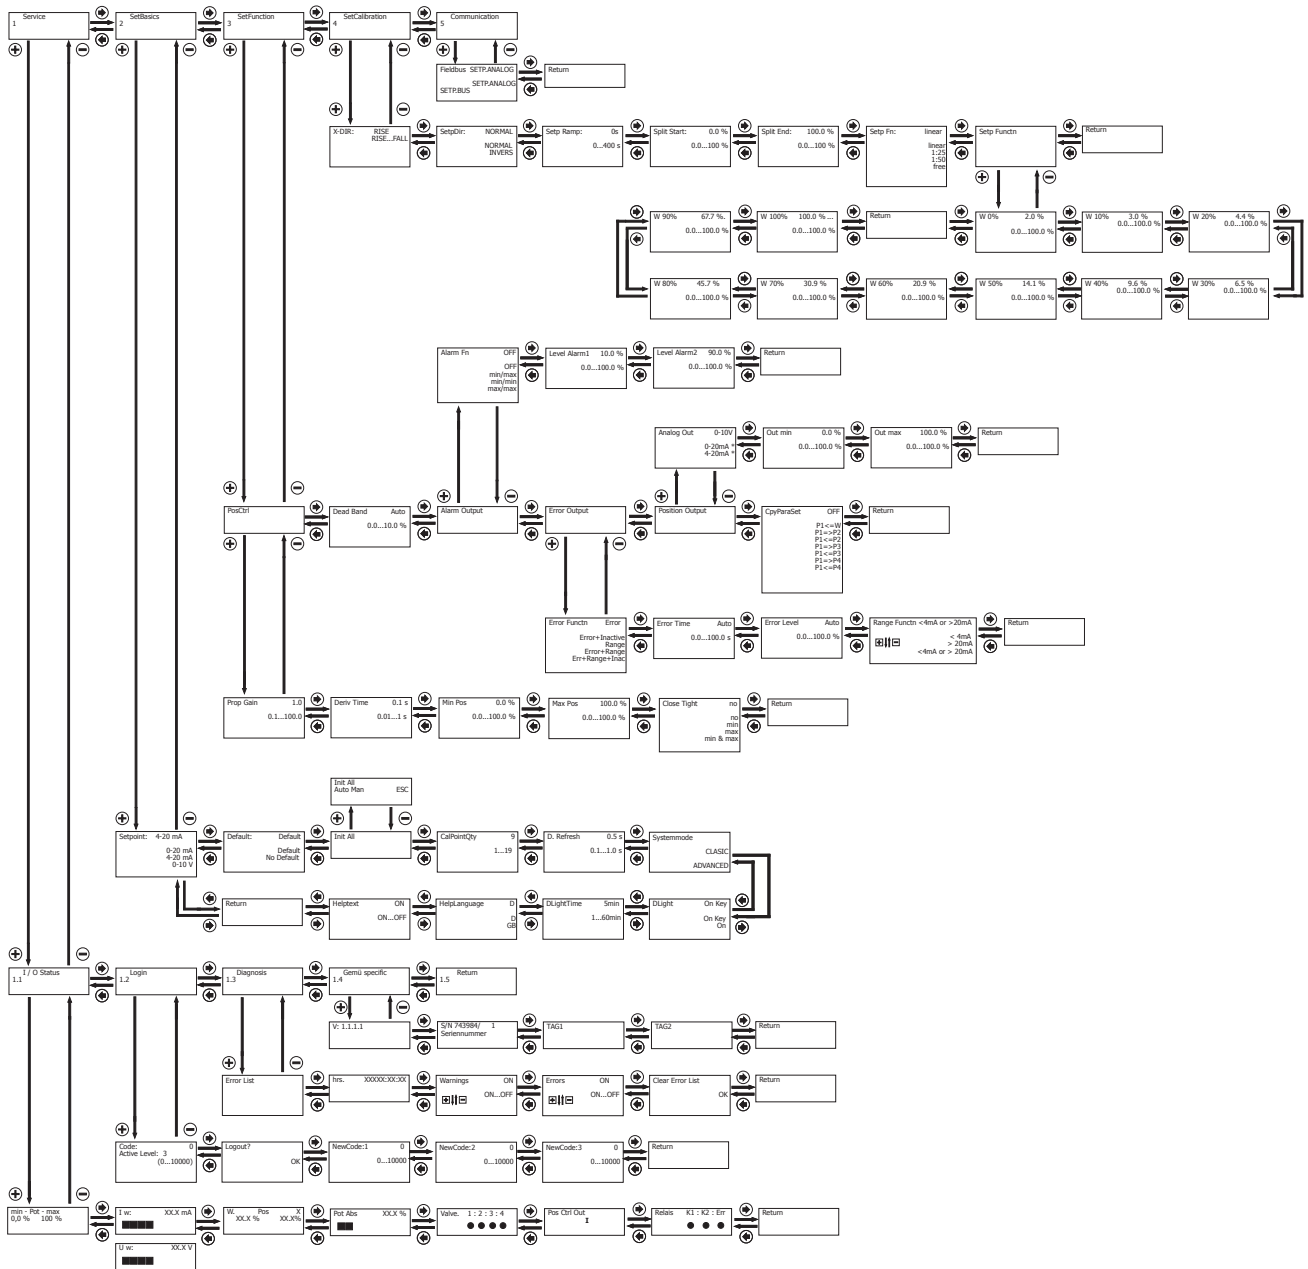 Service
1
SetBasics
2
SetFunction
3
SetCalibration
4
Communication
5
Fieldbus SETP.ANALOG
SETP.ANALOG
SETP.BUS
Return
X-DIR: RISE
RISE...FALL
SetpDir: NORMAL
NORMAL
INVERS
Setp Ramp: 0s
0...400 s
Split Start: 0.0 %
0.0...100 %
Split End: 100.0 %
0.0...100 %
Setp Fn: linear
linear
1:25
1:50
free
Setp Functn
Return
W 90% 67.7 %.
0.0...100.0 %
W 100% 100.0 % ...
0.0...100.0 %
Return
W 0% 2.0 %
0.0...100.0 %
W 10% 3.0 %
0.0...100.0 %
W 20% 4.4 %
0.0...100.0 %
W 80% 45.7 %
0.0...100.0 %
W 70% 30.9 %
0.0...100.0 %
W 60% 20.9 %
0.0...100.0 %
W 50% 14.1 %
0.0...100.0 %
W 40% 9.6 %
0.0...100.0 %
W 30% 6.5 %
0.0...100.0 %
Alarm Fn OFF
OFF
min/max
min/min
max/max
Level Alarm1 10.0 %
0.0...100.0 %
Level Alarm2 90.0 %
0.0...100.0 %
Return
Analog Out 0-10V
0-20mA *
4-20mA *
Out min 0.0 %
0.0...100.0 %
Out max 100.0 %
0.0...100.0 %
Return
PosCtrl
Dead Band Auto
0.0...10.0 %
Alarm Output
Error Output
Position Output
CpyParaSet OFF
P1<=W
P1=>P2
P1<=P2
P1=>P3
P1<=P3
P1=>P4
P1<=P4
Return
Error Functn Error
Error+Inactive
Range
Error+Range
Err+Range+Inac
Error Time Auto
0.0...100.0 s
Error Level Auto
0.0...100.0 %
Range Functn <4mA or >20mA
< 4mA
> 20mA
<4mA or > 20mA
Return
Prop Gain 1.0
0.1...100.0
Deriv Time 0.1 s
0.01...1 s
Min Pos 0.0 %
0.0...100.0 %
Max Pos 100.0 %
0.0...100.0 %
Close Tight no
no
min
max
min & max
Return
Init All
Auto Man ESC
Setpoint: 4-20 mA
0-20 mA
4-20 mA
0-10 V
Default: Default
Default
No Default
Init All
CalPointQty 9
1...19
D. Refresh 0.5 s
0.1...1.0 s
Systemmode
CLASIC
ADVANCED
Return
Helptext ON
ON...OFF
HelpLanguage D
D
GB
DLightTime 5min
1...60min
DLight On Key
On Key
On
I / O Status
1.1
Login
1.2
Diagnosis
1.3
Gemü specific
1.4
Return
1.5
V: 1.1.1.1
S/N 743984/ 1
Seriennummer
TAG1
TAG2
Return
Error List
hrs. XXXXX:XX:XX
Warnings ON
ON...OFF
Errors ON
ON...OFF
Clear Error List
OK
Return
Code: 0
Active Level: 3
(0...10000)
Logout?
OK
NewCode:1 0
0...10000
NewCode:2 0
0...10000
NewCode:3 0
0...10000
Return
min - Pot - max
0,0 % 100 %
I w: XX.X mA
W. Pos X
XX.X % XX.X%
Pot Abs XX.X %
Valve. 1 : 2 : 3 : 4
Pos Ctrl Out
I
Relais K1 : K2 : Err
Return
U w: XX.X V